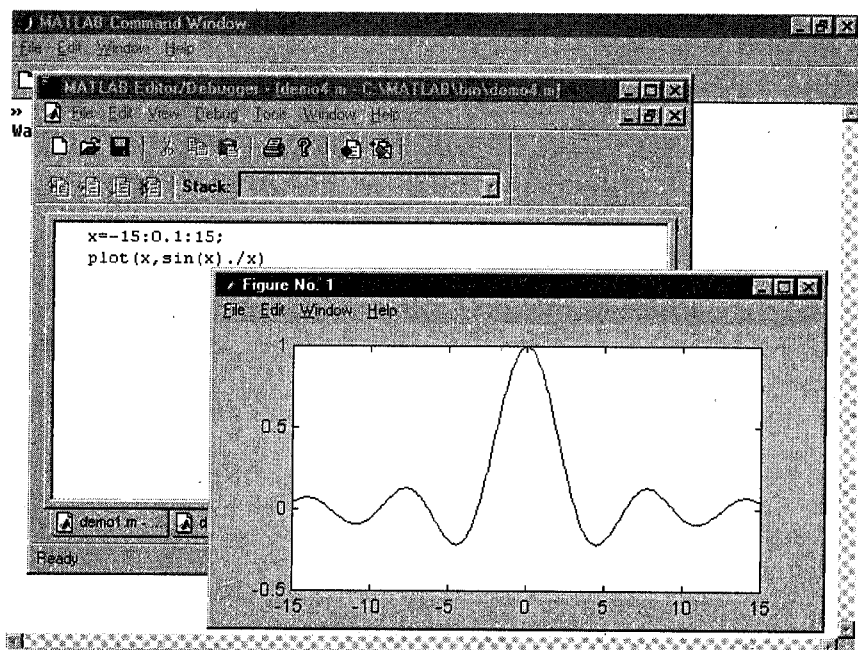 MATLAB Command Window
File Edit Window Help
MATLAB Editor/Debugger - [demo4.m - C:\MATLAB\bin\demo4.m]
»
File Edit View Debug Tools Window Help
Wa
Stack:
x=-15:0.1:15;
plot(x,sin(x)./x)
Figure No. 1
File Edit Window Help
1
0.5
0
-0.5
-15 -10 -5 0 5 10 15
demo1.m - ... d
Ready